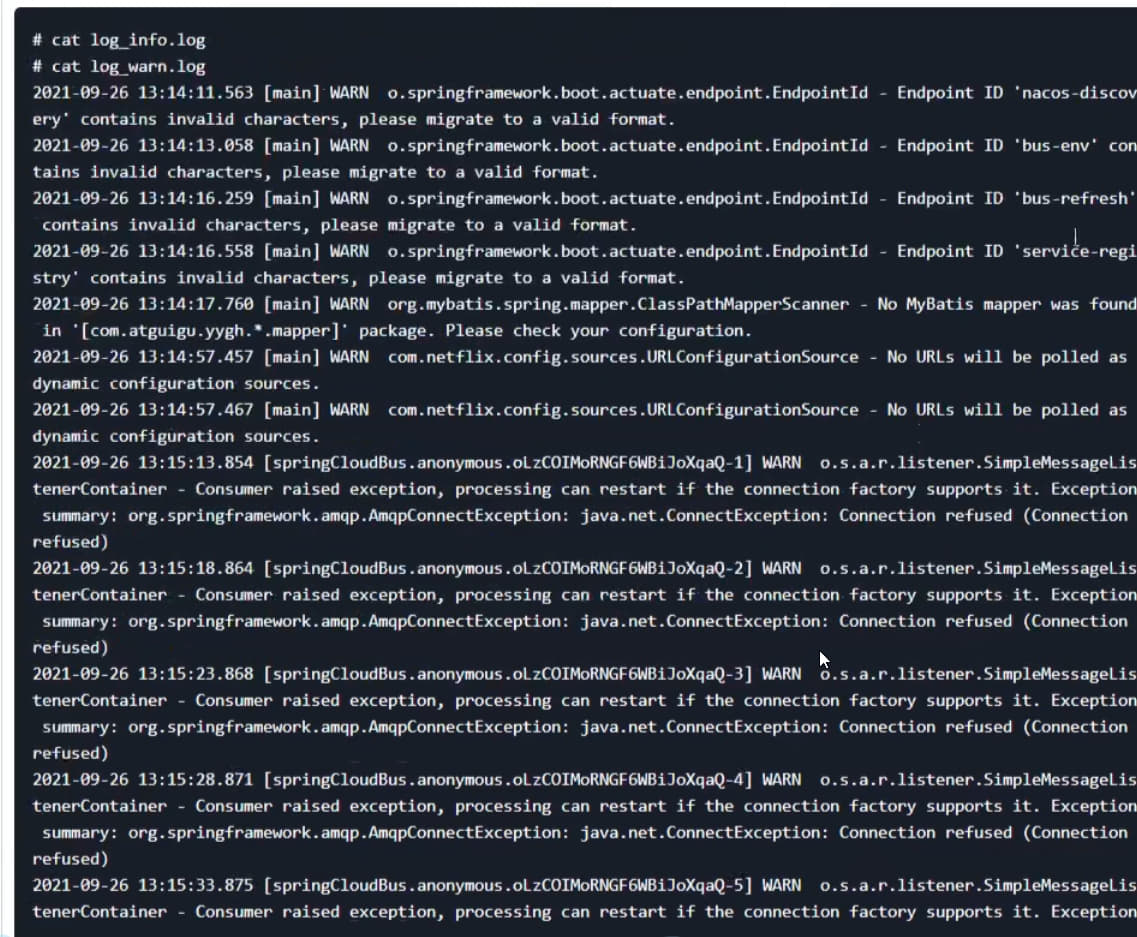 # cat log_info.log
# cat log_warn.log
2021-09-26 13:14:11.563 [main] WARN  o.springframework.boot.actuate.endpoint.EndpointId - Endpoint ID 'nacos-discov
ery' contains invalid characters, please migrate to a valid format.
2021-09-26 13:14:13.058 [main] WARN  o.springframework.boot.actuate.endpoint.EndpointId - Endpoint ID 'bus-env' con
tains invalid characters, please migrate to a valid format.
2021-09-26 13:14:16.259 [main] WARN  o.springframework.boot.actuate.endpoint.EndpointId - Endpoint ID 'bus-refresh'
 contains invalid characters, please migrate to a valid format.
2021-09-26 13:14:16.558 [main] WARN  o.springframework.boot.actuate.endpoint.EndpointId - Endpoint ID 'service-regi
stry' contains invalid characters, please migrate to a valid format.
2021-09-26 13:14:17.760 [main] WARN  org.mybatis.spring.mapper.ClassPathMapperScanner - No MyBatis mapper was found
 in '[com.atguigu.yygh.*.mapper]' package. Please check your configuration.
2021-09-26 13:14:57.457 [main] WARN  com.netflix.config.sources.URLConfigurationSource - No URLs will be polled as
dynamic configuration sources.
2021-09-26 13:14:57.467 [main] WARN  com.netflix.config.sources.URLConfigurationSource - No URLs will be polled as
dynamic configuration sources.
2021-09-26 13:15:13.854 [springCloudBus.anonymous.oLzCOIMoRNGF6WBiJoXqaQ-1] WARN  o.s.a.r.listener.SimpleMessageLis
tenerContainer - Consumer raised exception, processing can restart if the connection factory supports it. Exception
 summary: org.springframework.amqp.AmqpConnectException: java.net.ConnectException: Connection refused (Connection
refused)
2021-09-26 13:15:18.864 [springCloudBus.anonymous.oLzCOIMoRNGF6WBiJoXqaQ-2] WARN  o.s.a.r.listener.SimpleMessageLis
tenerContainer - Consumer raised exception, processing can restart if the connection factory supports it. Exception
 summary: org.springframework.amqp.AmqpConnectException: java.net.ConnectException: Connection refused (Connection
refused)
2021-09-26 13:15:23.868 [springCloudBus.anonymous.oLzCOIMoRNGF6WBiJoXqaQ-3] WARN  o.s.a.r.listener.SimpleMessageLis
tenerContainer - Consumer raised exception, processing can restart if the connection factory supports it. Exception
 summary: org.springframework.amqp.AmqpConnectException: java.net.ConnectException: Connection refused (Connection
refused)
2021-09-26 13:15:28.871 [springCloudBus.anonymous.oLzCOIMoRNGF6WBiJoXqaQ-4] WARN  o.s.a.r.listener.SimpleMessageLis
tenerContainer - Consumer raised exception, processing can restart if the connection factory supports it. Exception
 summary: org.springframework.amqp.AmqpConnectException: java.net.ConnectException: Connection refused (Connection
refused)
2021-09-26 13:15:33.875 [springCloudBus.anonymous.oLzCOIMoRNGF6WBiJoXqaQ-5] WARN  o.s.a.r.listener.SimpleMessageLis
tenerContainer - Consumer raised exception, processing can restart if the connection factory supports it. Exception